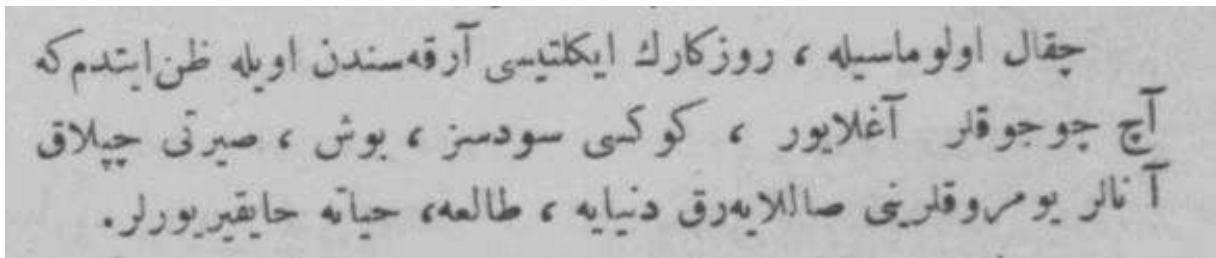 چقال اولوماسیله ، روزکارك ایکلتیسی آرقه‌سندن اویله ظن ایتدم که
آچ چوجوقلر آغلایور ، کوکسی سودسز ، بوش ، صیرتی چیپلاق
آنالر یومروقلرینی صاللایه‌رق دنیایه ، طالعه، حیاته حایقیریورلر.